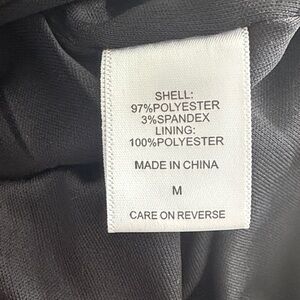 SHELL:
97%POLYESTER
3%SPANDEX
LINING:
100%POLYESTER
MADE IN CHINA
M
CARE ON REVERSE